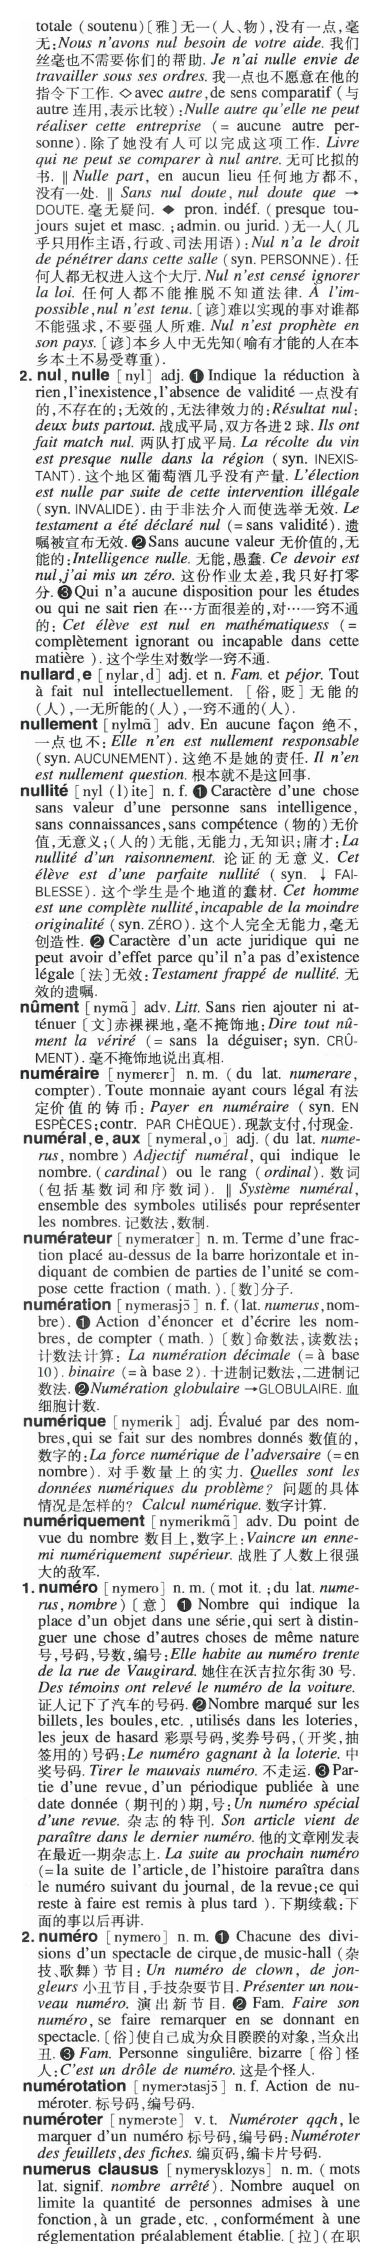 totale (soutenu)〔雅〕无一(人、物),没有一点,毫
无:Nous n'avons nul besoin de votre aide. 我们
丝毫也不需要你们的帮助. Je n'ai nulle envie de
travailler sous ses ordres. 我一点也不愿意在他的
指令下工作. ◇avec autre,de sens comparatif (与
autre 连用,表示比较):Nulle autre qu'elle ne peut
réaliser cette entreprise (= aucune autre per-
sonne). 除了她没有人可以完成这项工作. Livre
qui ne peut se comparer à nul antre. 无可比拟的
书. ‖ Nulle part, en aucun lieu 任何地方都不,
没有一处. ‖ Sans nul doute, nul doute que →
DOUTE. 毫无疑问. ◆ pron. indéf. (presque tou-
jours sujet et masc. ;admin. ou jurid. )无一人(几
乎只用作主语,行政、司法用语):Nul n'a le droit
de pénétrer dans cette salle (syn. PERSONNE). 任
何人都无权进入这个大厅. Nul n'est censé ignorer
la loi. 任何人都不能推脱不知道法律. À l'im-
possible,nul n'est tenu.〔谚〕难以实现的事对谁都
不能强求,不要强人所难. Nul n'est prophète en
son pays.〔谚〕本乡人中无先知(喻有才能的人在本
乡本土不易受尊重).
2. nul, nulle [nyl] adj. ❶ Indique la réduction à
rien,l'inexistence,l'absence de validité 一点没有
的,不存在的;无效的,无法律效力的:Résultat nul:
deux buts partout. 战成平局,双方各进2 球. Ils ont
fait match nul. 两队打成平局. La récolte du vin
est presque nulle dans la région ( syn. INEXIS-
TANT). 这个地区葡萄酒几乎没有产量. L'élection
est nulle par suite de cette intervention illégale
(syn. INVALIDE). 由于非法介入而使选举无效. Le
testament a été déclaré nul (=sans validité). 遗
嘱被宣布无效. ❷Sans aucune valeur 无价值的,无
能的:Intelligence nulle. 无能,愚蠢. Ce devoir est
nul,j'ai mis un zéro. 这份作业太差,我只好打零
分. ❸Qui n'a aucune disposition pour les études
ou qui ne sait rien 在…方面很差的,对…一窍不通
的: Cet élève est nul en mathématiquess ( =
complètement ignorant ou incapable dans cette
matière ). 这个学生对数学一窍不通.
nullard,e [nylar,d] adj. et n. Fam. et péjor. Tout
à fait nul intellectuellement. 〔俗,贬〕无能的
(人),一无所能的(人),一窍不通的(人).
nullement [nylmɑ̃] adv. En aucune façon 绝不,
一点也不: Elle n'en est nullement responsable
(syn. AUCUNEMENT). 这绝不是她的责任. Il n'en
est nullement question. 根本就不是这回事.
nullité [nyl (l) ite] n. f. ❶ Caractère d'une chose
sans valeur d'une personne sans intelligence,
sans connaissances,sans compétence (物的)无价
值,无意义;(人的)无能,无能力,无知识;庸才:La
nullité d'un raisonnement. 论证的无意义. Cet
élève est d'une parfaite nullité ( syn. ↓ FAI-
BLESSE). 这个学生是个地道的蠢材. Cet homme
est une complète nullité,incapable de la moindre
originalité (syn. ZÉRO). 这个人完全无能力,毫无
创造性. ❷ Caractère d'un acte juridique qui ne
peut avoir d'effet parce qu'il n'a pas d'existence
légale〔法〕无效:Testament frappé de nullité. 无
效的遗嘱.
nûment [nymɑ̃] adv. Litt. Sans rien ajouter ni at-
ténuer〔文〕赤裸裸地,毫不掩饰地:Dire tout nû-
ment la vériré (= sans la déguiser; syn. CRÛ-
MENT). 毫不掩饰地说出真相.
numéraire [nymerɛr] n. m. ( du lat. numerare,
compter). Toute monnaie ayant cours légal 有法
定价值的铸币: Payer en numéraire ( syn. EN
ESPÈCES;contr. PAR CHÈQUE). 现款支付,付现金.
numéral,e,aux [nymeral,o] adj. (du lat. nume-
rus, nombre) Adjectif numéral, qui indique le
nombre. (cardinal) ou le rang (ordinal). 数词
(包括基数词和序数词). ‖ Système numéral,
ensemble des symboles utilisés pour représenter
les nombres. 记数法,数制.
numérateur [nymeratœr] n. m. Terme d'une frac-
tion placé au-dessus de la barre horizontale et in-
diquant de combien de parties de l'unité se com-
pose cette fraction (math. ).〔数〕分子.
numération [nymerasjɔ̃] n. f. (lat. numerus,nom-
bre). ❶ Action d'énoncer et d'écrire les nom-
bres, de compter (math. )〔数〕命数法,读数法;
计数法计算: La numération décimale (= à base
10). binaire (=à base 2). 十进制记数法,二进制记
数法. ❷Numération globulaire →GLOBULAIRE. 血
细胞计数.
numérique [nymerik] adj. Évalué par des nom-
bres,qui se fait sur des nombres donnés 数值的,
数字的:La force numérique de l'adversaire (=en
nombre). 对手数量上的实力. Quelles sont les
données numériques du problème? 问题的具体
情况是怎样的? Calcul numérique. 数字计算.
numériquement [nymerikmɑ̃] adv. Du point de
vue du nombre 数目上,数字上:Vaincre un enne-
mi numériquement supérieur. 战胜了人数上很强
大的敌军.
1. numéro [nymero] n. m. (mot it. ;du lat. nume-
rus,nombre)〔意〕❶ Nombre qui indique la
place d'un objet dans une série,qui sert à distin-
guer une chose d'autres choses de même nature
号,号码,号数,编号:Elle habite au numéro trente
de la rue de Vaugirard. 她住在沃吉拉尔街 30 号.
Des témoins ont relevé le numéro de la voiture.
证人记下了汽车的号码. ❷Nombre marqué sur les
billets,les boules,etc. ,utilisés dans les loteries,
les jeux de hasard 彩票号码,奖券号码,(开奖,抽
签用的)号码:Le numéro gagnant à la loterie. 中
奖号码. Tirer le mauvais numéro. 不走运. ❸Par-
tie d'une revue,d'un périodique publiée à une
date donnée (期刊的)期,号:Un numéro spécial
d'une revue. 杂志的特刊. Son article vient de
paraître dans le dernier numéro. 他的文章刚发表
在最近一期杂志上. La suite au prochain numéro
(=la suite de l'article,de l'histoire paraîtra dans
le numéro suivant du journal, de la revue;ce qui
reste à faire est remis à plus tard ). 下期续载;下
面的事以后再讲.
2. numéro [nymero] n. m. ❶ Chacune des divi-
sions d'un spectacle de cirque,de music-hall (杂
技、歌舞) 节目: Un numéro de clown, de jon-
gleurs 小丑节目,手技杂耍节目. Présenter un nou-
veau numéro. 演出新节目. ❷ Fam. Faire son
numéro, se faire remarquer en se donnant en
spectacle.〔俗〕使自己成为众目睽睽的对象,当众出
丑. ❸ Fam. Personne singuliêre. bizarre〔俗〕怪
人:C'est un drôle de numéro. 这是个怪人.
numérotation [nymerɔtasjɔ̃] n. f. Action de nu-
méroter. 标号码,编号码.
numéroter [nymerɔte] v. t. Numéroter qqch,le
marquer d'un numéro 标号码,编号码:Numéroter
des feuillets,des fiches. 编页码,编卡片号码.
numerus clausus [nymerysklozys] n. m. (mots
lat. signif. nombre arrêté). Nombre auquel on
limite la quantité de personnes admises à une
fonction,à un grade, etc. ,conformément à une
réglementation préalablement établie.〔拉〕(在职